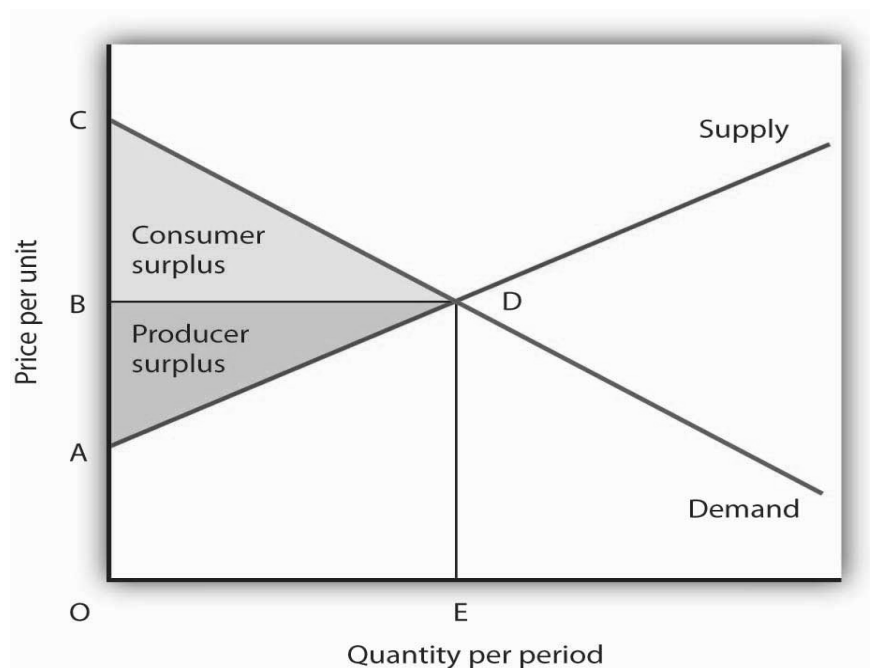 C
Supply
Consumer
surplus
Price per unit
B
D
Producer
surplus
A
Demand
O
E
Quantity per period